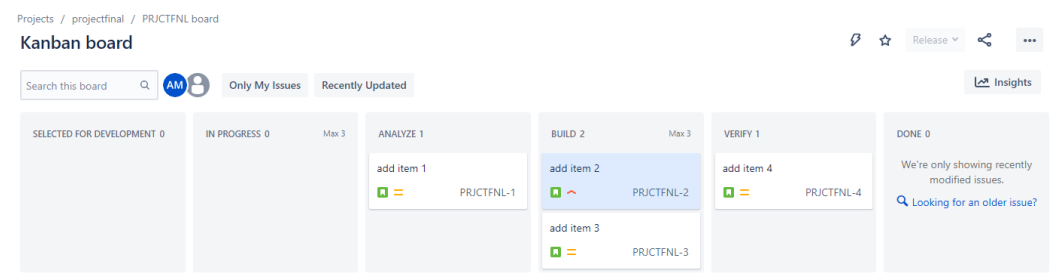 Projects / projectfinal / PRJCTFNL board
Kanban board
Release
Search this board
AM
Only My Issues
Recently Updated
Insights
SELECTED FOR DEVELOPMENT 0
IN PROGRESS 0
Max 3
ANALYZE 1
BUILD 2
Max 3
VERIFY 1
DONE 0
add item 1
PRJCTFNL-1
add item 2
PRJCTFNL-2
add item 3
PRJCTFNL-3
add item 4
PRJCTFNL-4
We're only showing recently
modified issues.
Looking for an older issue?